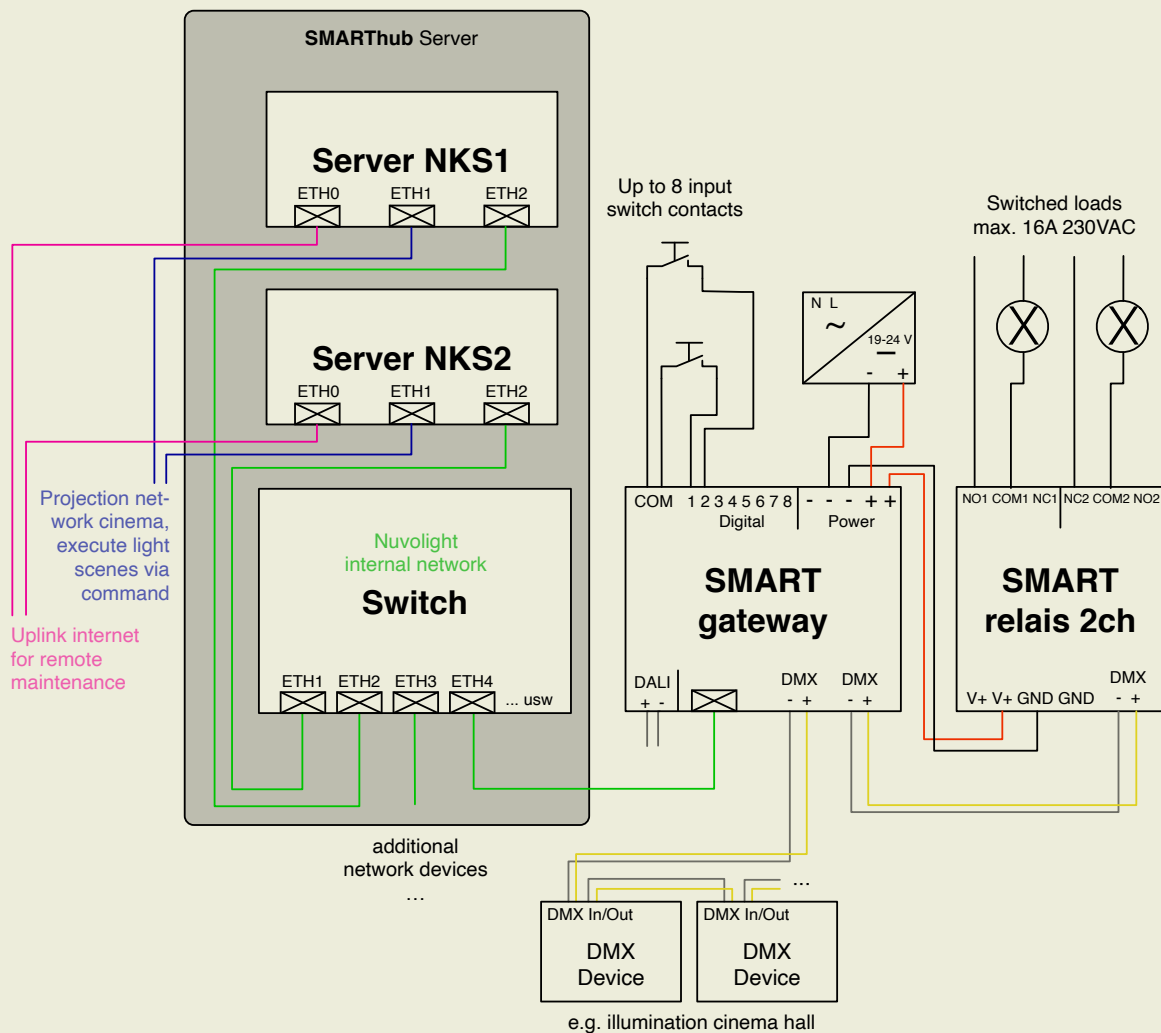 SMARThub Server
Server NKS1
ETH0 ETH1 ETH2
Server NKS2
ETH0 ETH1 ETH2
Projection net-
work cinema,
execute light
scenes via
command
Uplink internet
for remote
maintenance
Nuvolight
internal network
Switch
ETH1 ETH2 ETH3 ETH4 ... usw
additional
network devices
...
Up to 8 input
switch contacts
N L
~
19-24 V
- +
Switched loads
max. 16A 230VAC
X X
COM 1 2 3 4 5 6 7 8 - - - + +
Digital Power
SMART
gateway
DALI DMX DMX
+ - - + - +
NO1 COM1 NC1 NC2 COM2 NO2
SMART
relais 2ch
DMX
V+ V+ GND GND - +
...
DMX In/Out DMX In/Out
DMX
Device
DMX
Device
e.g. illumination cinema hall